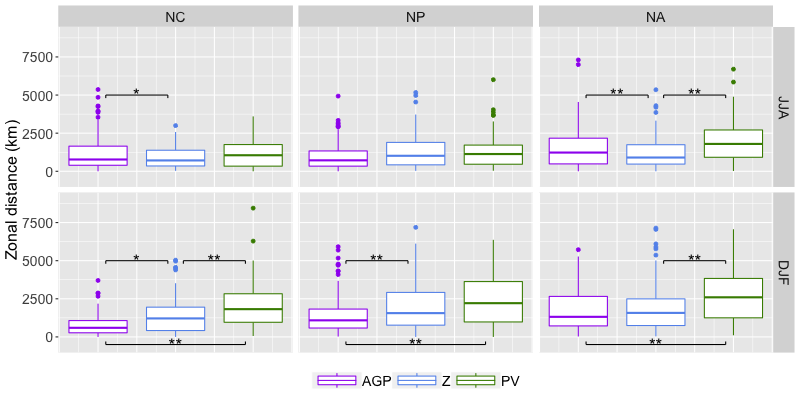 NC NP NA
7500
5000 * ** **
2500
0
JJA
Zonal distance (km)
7500
5000 * ** ** **
2500
0
** ** **
DJF
AGP Z PV